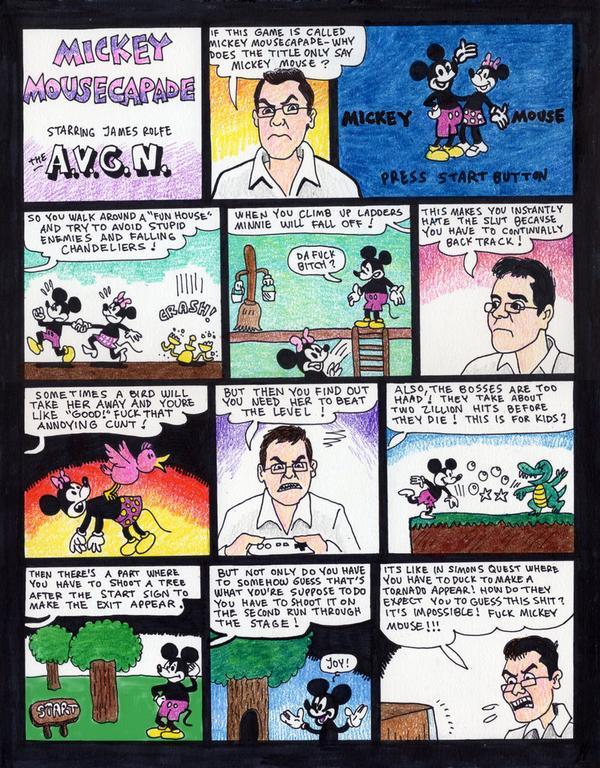 MICKEY
MOUSECAPADE
STARRING JAMES ROLFE
THE A.V.G.N.
IF THIS GAME IS CALLED
MICKEY MOUSECAPADE-WHY
DOES THE TITLE ONLY SAY
MICKEY MOUSE?
MICKEY MOUSE
PRESS START BUTTON
SO YOU WALK AROUND A "FUN HOUSE"
AND TRY TO AVOID STUPID
ENEMIES AND FALLING
CHANDELIERS!
CRASH!
WHEN YOU CLIMB UP LADDERS
MINNIE WILL FALL OFF!
DA FUCK
BITCH?
THIS MAKES YOU INSTANTLY
HATE THE SLUT BECAUSE
YOU HAVE TO CONTINUALLY
BACK TRACK!
SOMETIMES A BIRD WILL
TAKE HER AWAY AND YOU'RE
LIKE "GOOD!" FUCK THAT
ANNOYING CUNT!
BUT THEN YOU FIND OUT
YOU NEED HER TO BEAT
THE LEVEL!
ALSO, THE BOSSES ARE TOO
HARD! THEY TAKE ABOUT
TWO ZILLION HITS BEFORE
THEY DIE! THIS IS FOR KIDS?
THEN THERE'S A PART WHERE
YOU HAVE TO SHOOT A TREE
AFTER THE START SIGN TO
MAKE THE EXIT APPEAR.
START
BUT NOT ONLY DO YOU HAVE
TO SOMEHOW GUESS THAT'S
WHAT YOU'RE SUPPOSE TO DO
YOU HAVE TO SHOOT IT ON
THE SECOND RUN THROUGH
THE STAGE!
JOY!
ITS LIKE IN SIMONS QUEST WHERE
YOU HAVE TO DUCK TO MAKE A
TORNADO APPEAR! HOW DO THEY
EXPECT YOU TO GUESS THIS SHIT?
IT'S IMPOSSIBLE! FUCK MICKEY
MOUSE!!!